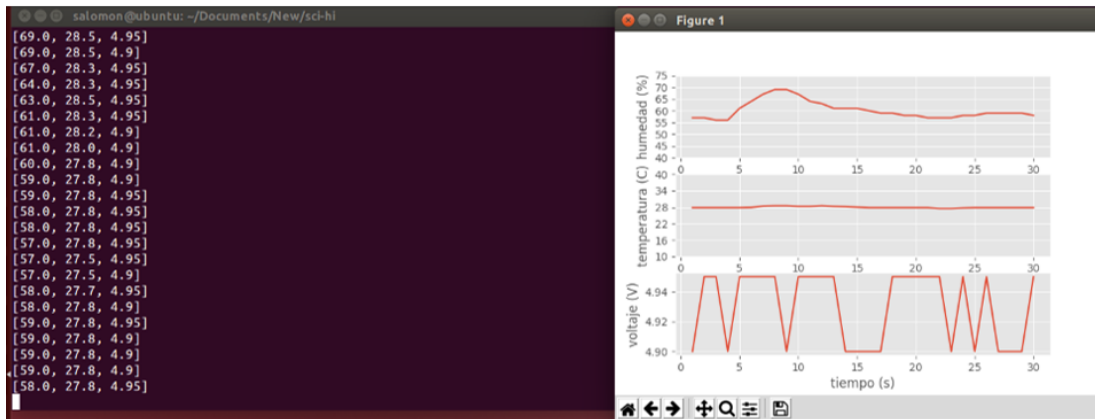 salomon@ubuntu: ~/Documents/New/sci-hi
[69.0, 28.5, 4.95]
[69.0, 28.5, 4.9]
[67.0, 28.3, 4.95]
[64.0, 28.3, 4.95]
[63.0, 28.5, 4.95]
[61.0, 28.3, 4.95]
[61.0, 28.2, 4.9]
[61.0, 28.0, 4.9]
[60.0, 27.8, 4.9]
[59.0, 27.8, 4.9]
[59.0, 27.8, 4.95]
[58.0, 27.8, 4.95]
[58.0, 27.8, 4.95]
[57.0, 27.8, 4.95]
[57.0, 27.5, 4.95]
[57.0, 27.5, 4.9]
[58.0, 27.7, 4.95]
[58.0, 27.8, 4.9]
[59.0, 27.8, 4.95]
[59.0, 27.8, 4.9]
[59.0, 27.8, 4.9]
[59.0, 27.8, 4.9]
[58.0, 27.8, 4.95]
Figure 1
humedad (%)
75
70
65
60
55
50
45
40
0 5 10 15 20 25 30
temperatura (C)
40
34
28
22
16
10
0 5 10 15 20 25 30
voltaje (V)
4.94
4.92
4.90
0 5 10 15 20 25 30
tiempo (s)